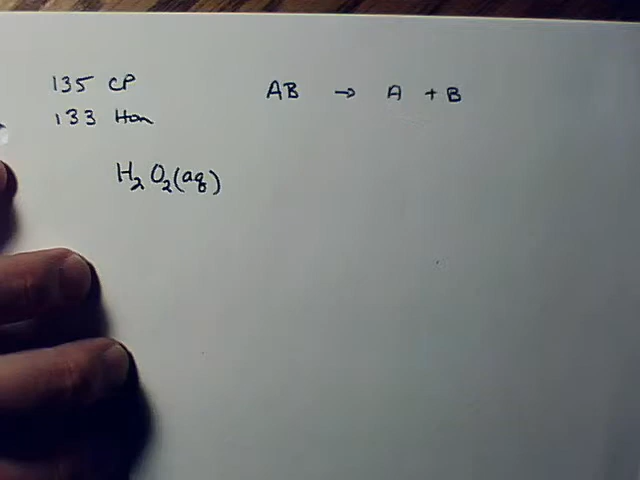 135 CP
133 Hon
AB → A + B
H₂O₂(aq)